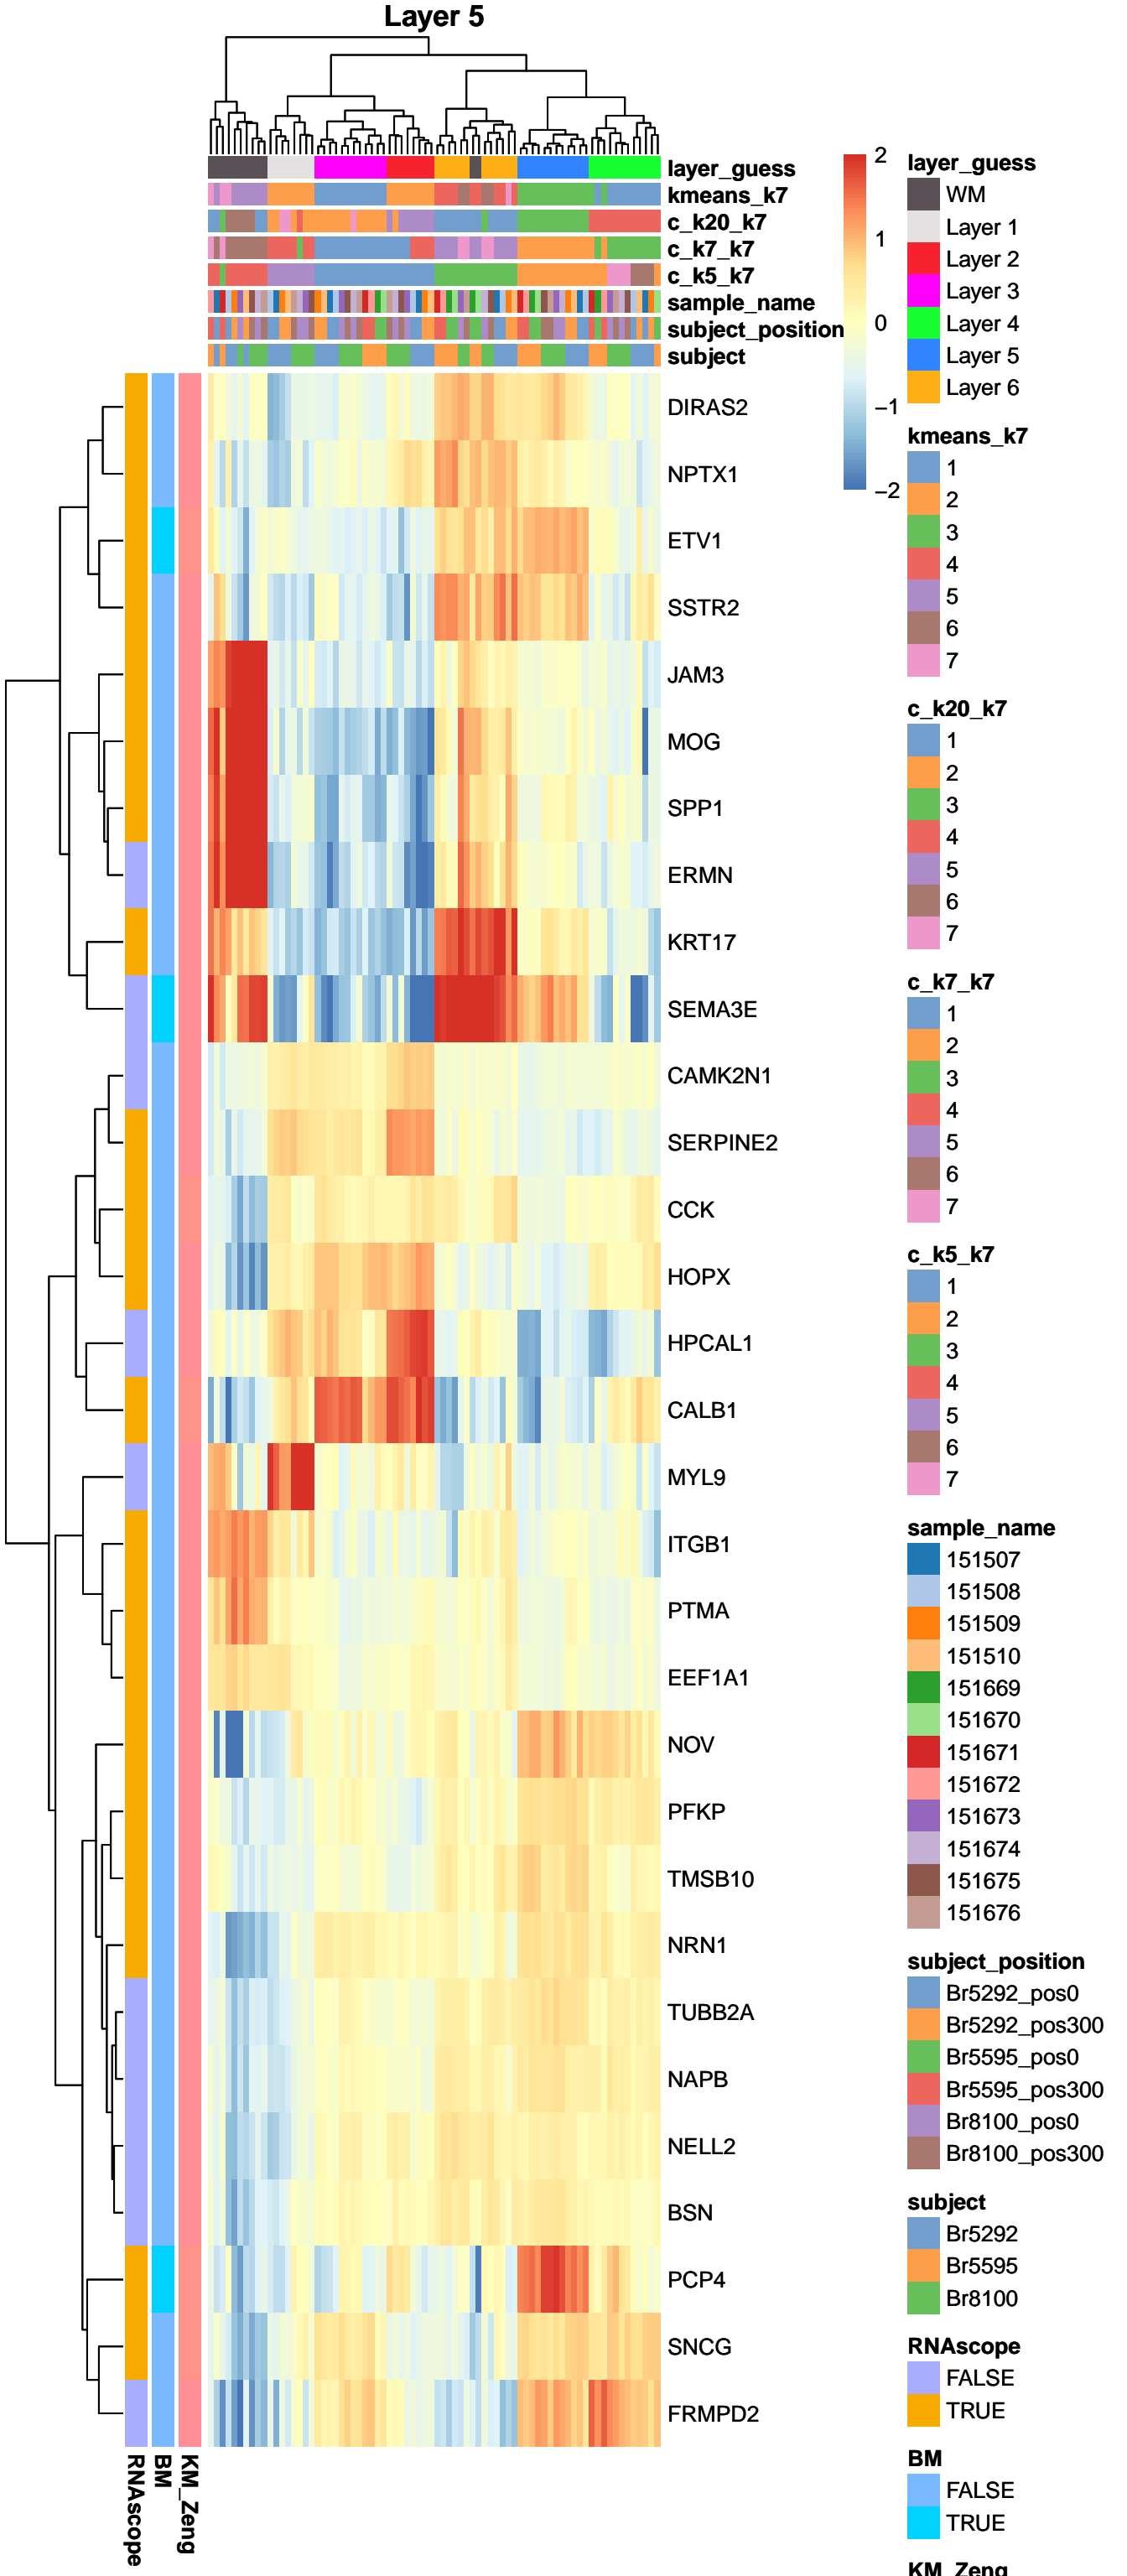 Layer 5
layer_guess
kmeans_k7
c_k20_k7
c_k7_k7
c_k5_k7
sample_name
subject_position
subject
DIRAS2
NPTX1
ETV1
SSTR2
JAM3
MOG
SPP1
ERMN
KRT17
SEMA3E
CAMK2N1
SERPINE2
CCK
HOPX
HPCAL1
CALB1
MYL9
ITGB1
PTMA
EEF1A1
NOV
PFKP
TMSB10
NRN1
TUBB2A
NAPB
NELL2
BSN
PCP4
SNCG
FRMPD2
RNAscope
BM
KM_Zeng
2
1
0
−1
−2
layer_guess
WM
Layer 1
Layer 2
Layer 3
Layer 4
Layer 5
Layer 6
kmeans_k7
1
2
3
4
5
6
7
c_k20_k7
1
2
3
4
5
6
7
c_k7_k7
1
2
3
4
5
6
7
c_k5_k7
1
2
3
4
5
6
7
sample_name
151507
151508
151509
151510
151669
151670
151671
151672
151673
151674
151675
151676
subject_position
Br5292_pos0
Br5292_pos300
Br5595_pos0
Br5595_pos300
Br8100_pos0
Br8100_pos300
subject
Br5292
Br5595
Br8100
RNAscope
FALSE
TRUE
BM
FALSE
TRUE
KM_Zeng